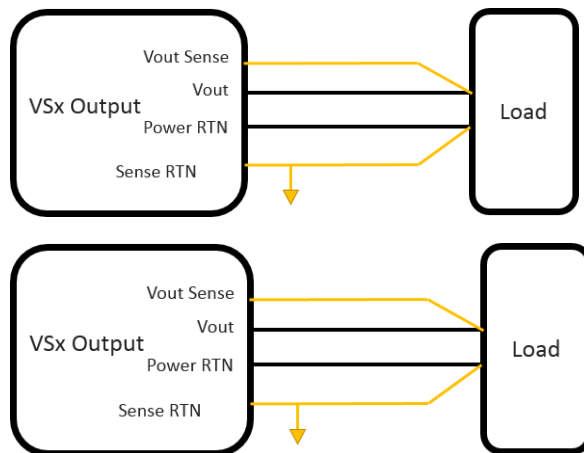 Vout Sense
Vout
VSx Output
Power RTN
Load
Sense RTN
Vout Sense
Vout
VSx Output
Power RTN
Load
Sense RTN